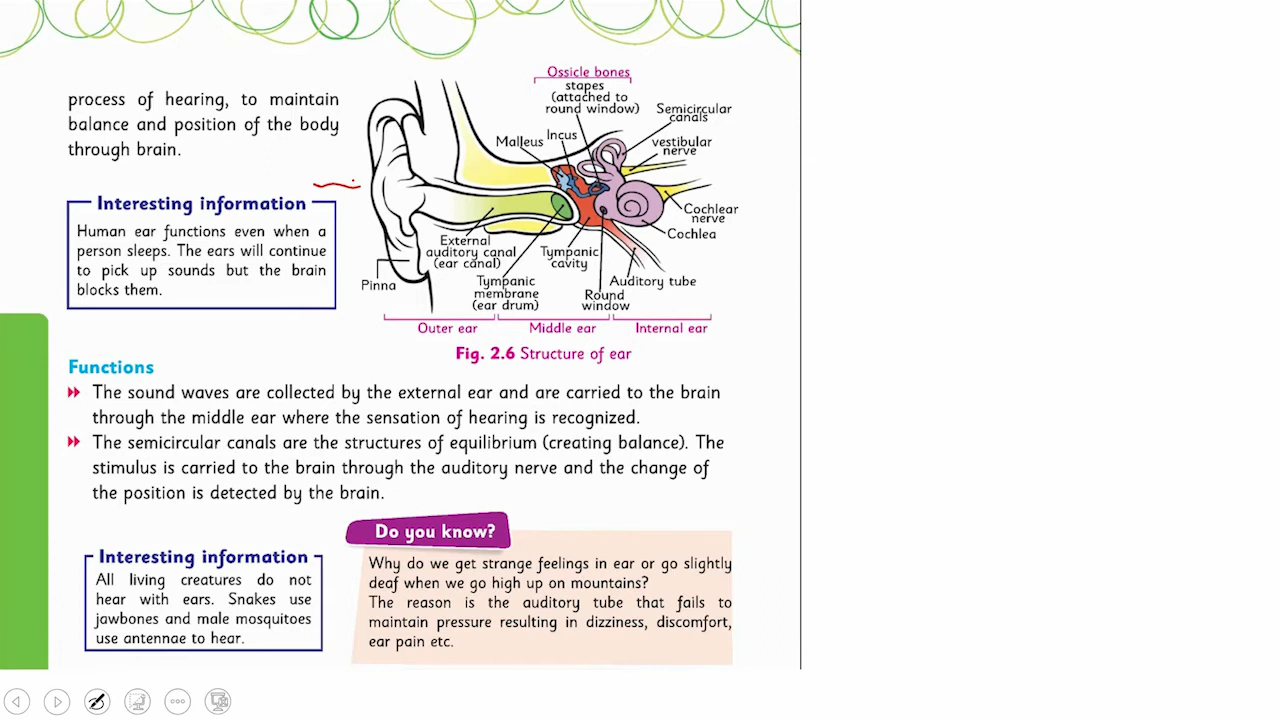 process of hearing, to maintain
balance and position of the body
through brain.
Interesting information
Human ear functions even when a
person sleeps. The ears will continue
to pick up sounds but the brain
blocks them.
Ossicle bones
stapes
(attached to
round window)
Semicircular
canals
Incus
Malleus
vestibular
nerve
Cochlear
nerve
Cochlea
External
auditory canal
(ear canal)
Tympanic
cavity
Pinna
Tympanic
membrane
(ear drum)
Auditory tube
Round
window
Outer ear
Middle ear
Internal ear
Fig. 2.6 Structure of ear
Functions
The sound waves are collected by the external ear and are carried to the brain
through the middle ear where the sensation of hearing is recognized.
The semicircular canals are the structures of equilibrium (creating balance). The
stimulus is carried to the brain through the auditory nerve and the change of
the position is detected by the brain.
Interesting information
All living creatures do not
hear with ears. Snakes use
jawbones and male mosquitoes
use antennae to hear.
Do you know?
Why do we get strange feelings in ear or go slightly
deaf when we go high up on mountains?
The reason is the auditory tube that fails to
maintain pressure resulting in dizziness, discomfort,
ear pain etc.